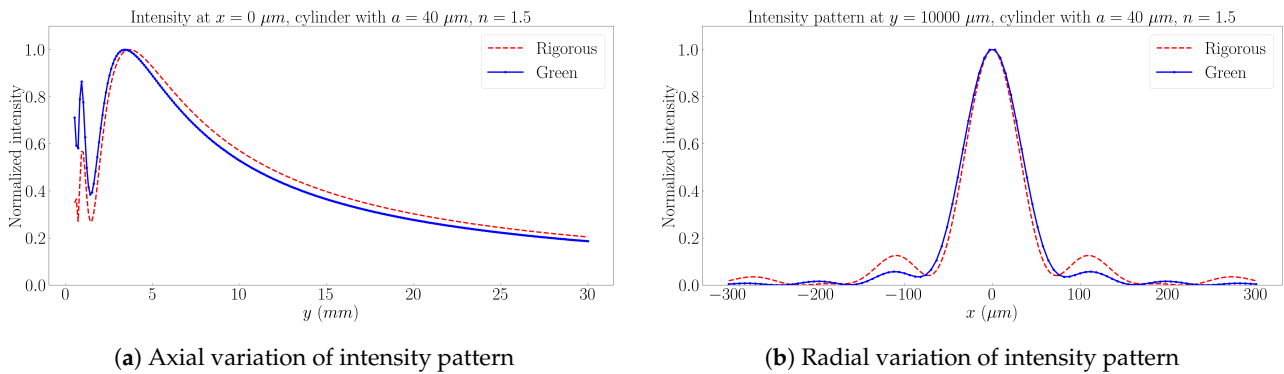 Intensity at x = 0 μm, cylinder with a = 40 μm, n = 1.5
Normalized intensity
1.0
0.8
0.6
0.4
0.2
0.0
Rigorous
Green
0 5 10 15 20 25 30
y (mm)
(a) Axial variation of intensity pattern
Intensity pattern at y = 10000 μm, cylinder with a = 40 μm, n = 1.5
Normalized intensity
1.0
0.8
0.6
0.4
0.2
0.0
Rigorous
Green
−300 −200 −100 0 100 200 300
x (μm)
(b) Radial variation of intensity pattern